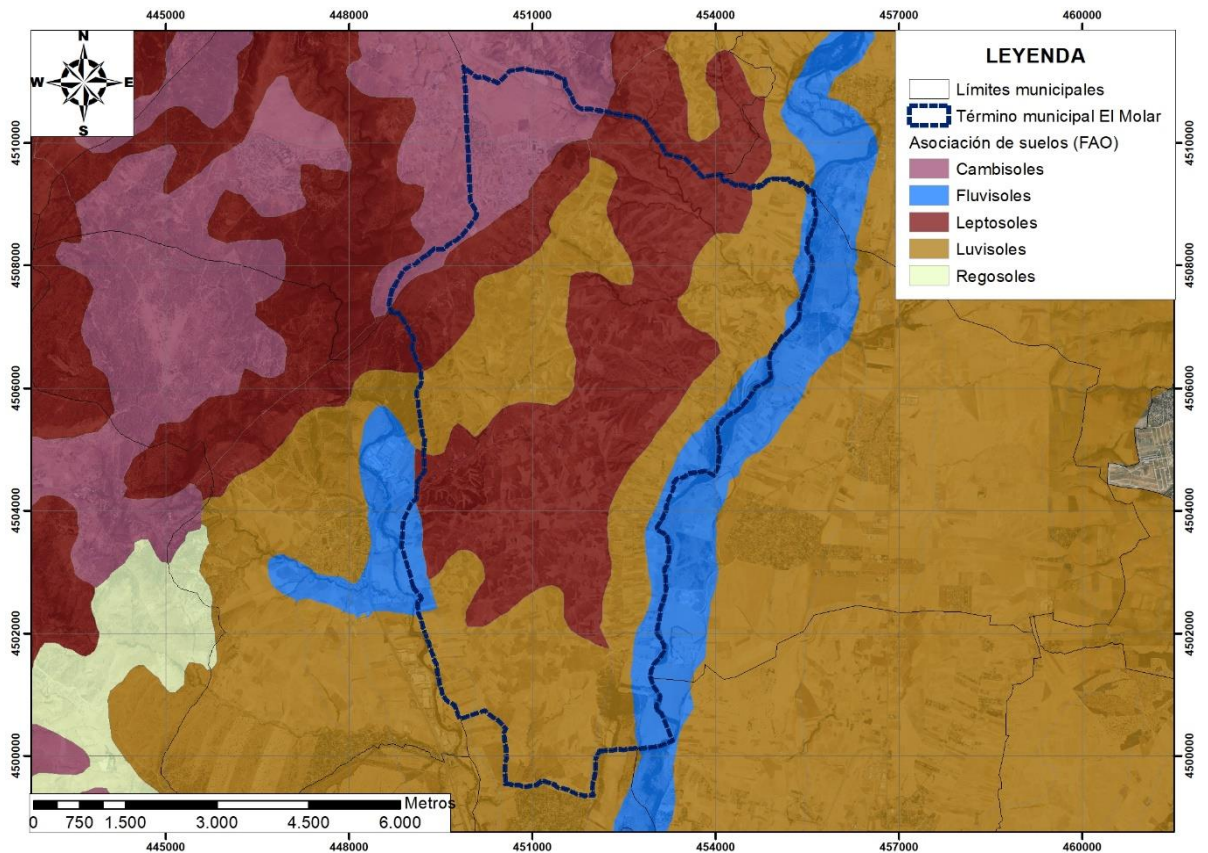 445000 448000 451000 454000 457000 460000
N
W E
S
LEYENDA
Límites municipales
Término municipal El Molar
Asociación de suelos (FAO)
Cambisoles
Fluvisoles
Leptosoles
Luvisoles
Regosoles
4510000 4510000
4508000 4508000
4506000 4506000
4504000 4504000
4502000 4502000
4500000 4500000
Metros
0 750 1.500 3.000 4.500 6.000
445000 448000 451000 454000 457000 460000